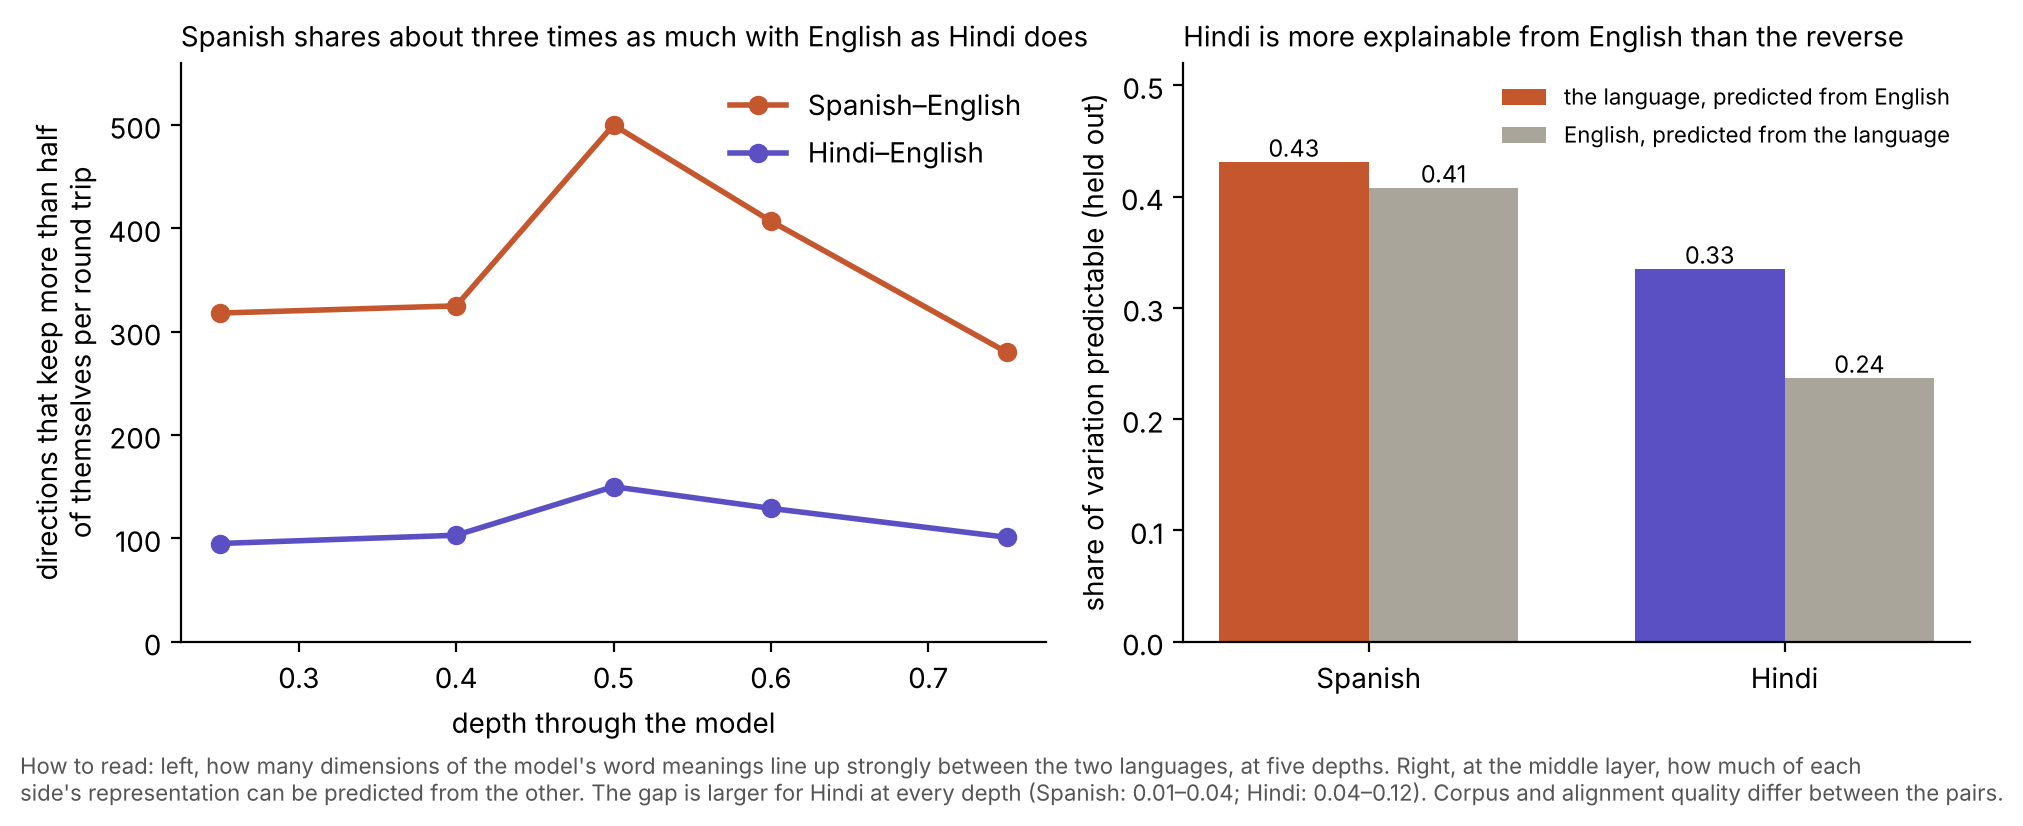 Spanish shares about three times as much with English as Hindi does
directions that keep more than half
of themselves per round trip
500
400
300
200
100
0
0.3
0.4
0.5
0.6
0.7
depth through the model
Spanish–English
Hindi–English
Hindi is more explainable from English than the reverse
share of variation predictable (held out)
0.5
0.4
0.3
0.2
0.1
0.0
the language, predicted from English
English, predicted from the language
0.43
0.41
0.33
0.24
Spanish
Hindi
How to read: left, how many dimensions of the model's word meanings line up strongly between the two languages, at five depths. Right, at the middle layer, how much of each
side's representation can be predicted from the other. The gap is larger for Hindi at every depth (Spanish: 0.01–0.04; Hindi: 0.04–0.12). Corpus and alignment quality differ between the pairs.